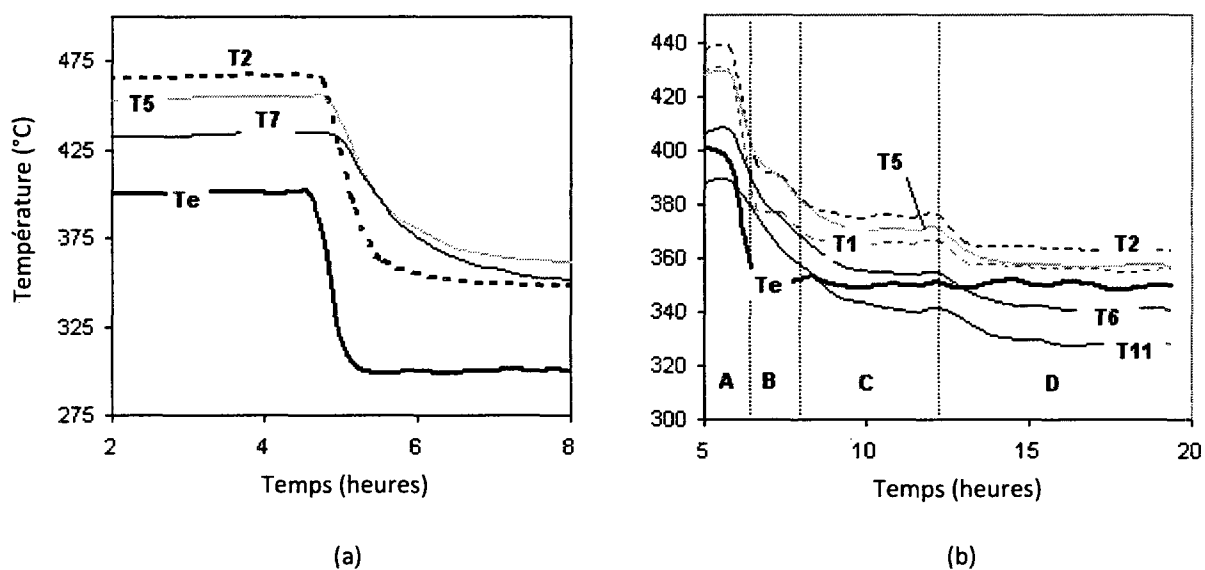 475
425
375
325
275
Température (°C)
T2
T5
T7
Te
2
4
6
8
Temps (heures)
(a)
440
420
400
380
360
340
320
300
T5
T1
T2
Te
T6
T11
A
B
C
D
5
10
15
20
Temps (heures)
(b)